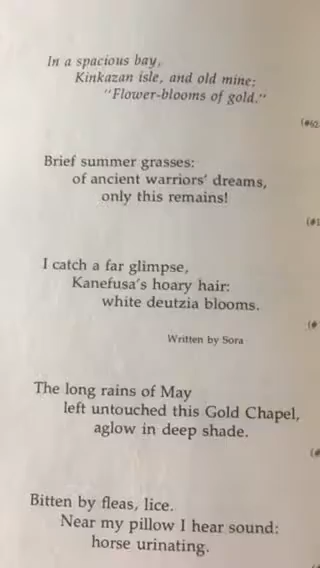 In a spacious bay,
Kinkazan isle, and old mine:
"Flower-blooms of gold."
(#62
Brief summer grasses:
of ancient warriors' dreams,
only this remains!
I catch a far glimpse,
Kanefusa's hoary hair:
white deutzia blooms.
Written by Sora
The long rains of May
left untouched this Gold Chapel,
aglow in deep shade.
Bitten by fleas, lice.
Near my pillow I hear sound:
horse urinating.